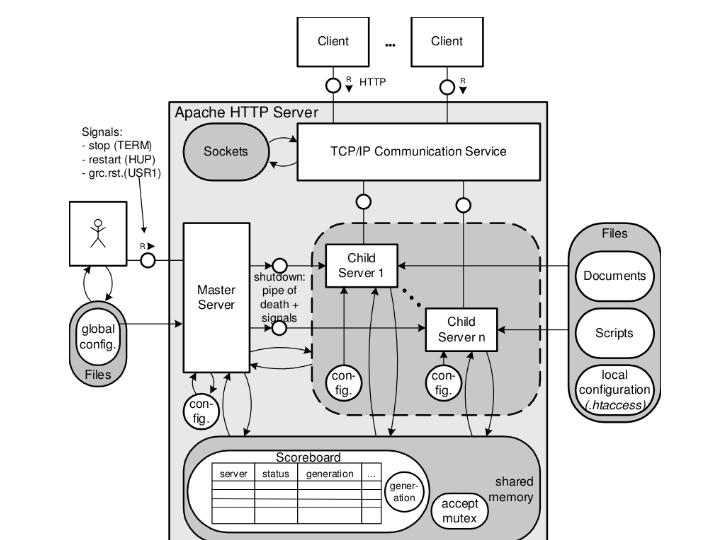 Client
...
Client
R
HTTP
R
Apache HTTP Server
Signals:
- stop (TERM)
- restart (HUP)
- grc.rst.(USR1)
Sockets
TCP/IP Communication Service
R
Master
Server
shutdown:
pipe of
death +
signals
Child
Server 1
Child
Server n
Files
Documents
Scripts
local
configuration
(.htaccess)
global
config.
Files
con-
fig.
con-
fig.
con-
fig.
Scoreboard
server status generation ...
gener-
ation
shared
memory
accept
mutex